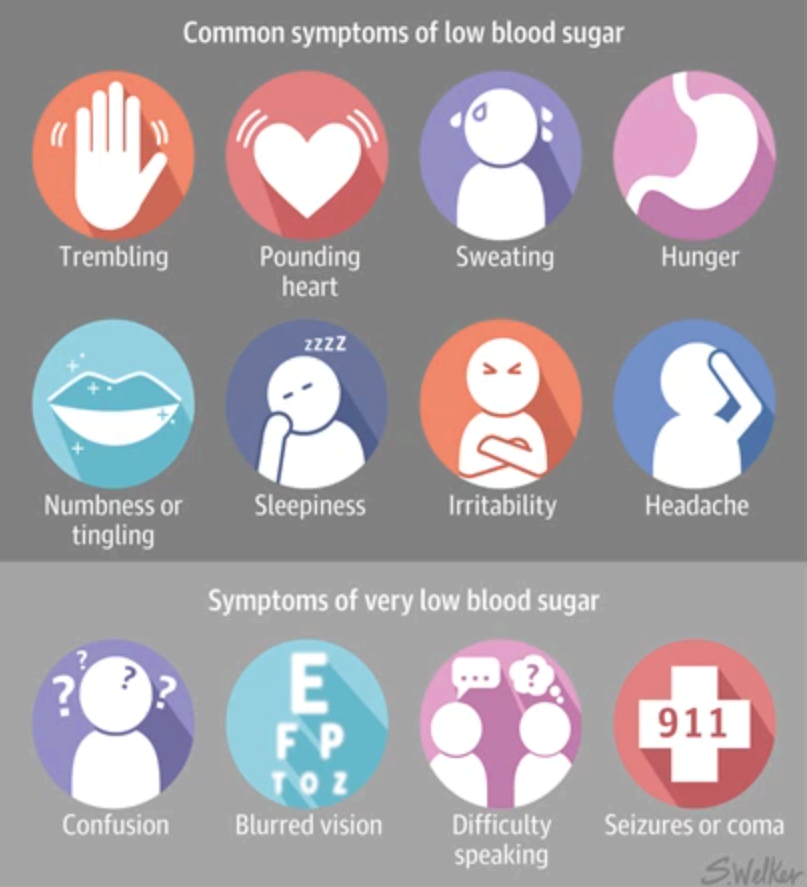 Common symptoms of low blood sugar
Trembling
Pounding
heart
Sweating
Hunger
zzzz
Numbness or
tingling
Sleepiness
Irritability
Headache
Symptoms of very low blood sugar
? ? ? ?
E
F P
T O Z
... ?
911
Confusion
Blurred vision
Difficulty
speaking
Seizures or coma
S.Welker